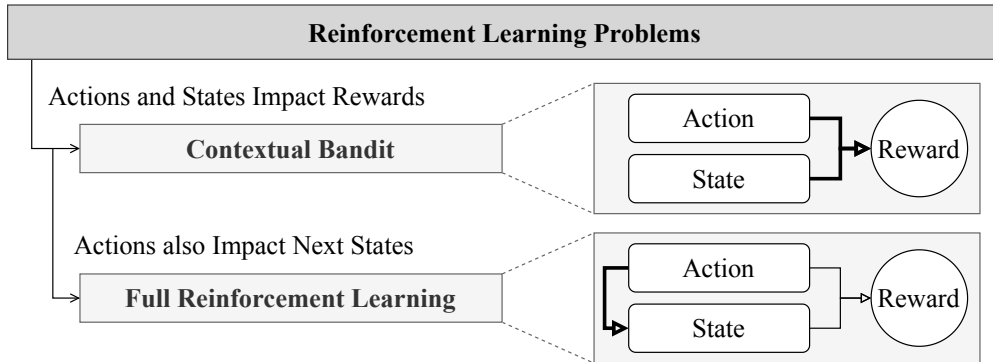 Reinforcement Learning Problems
Actions and States Impact Rewards
Contextual Bandit
Action
State
Reward
Actions also Impact Next States
Full Reinforcement Learning
Action
State
Reward